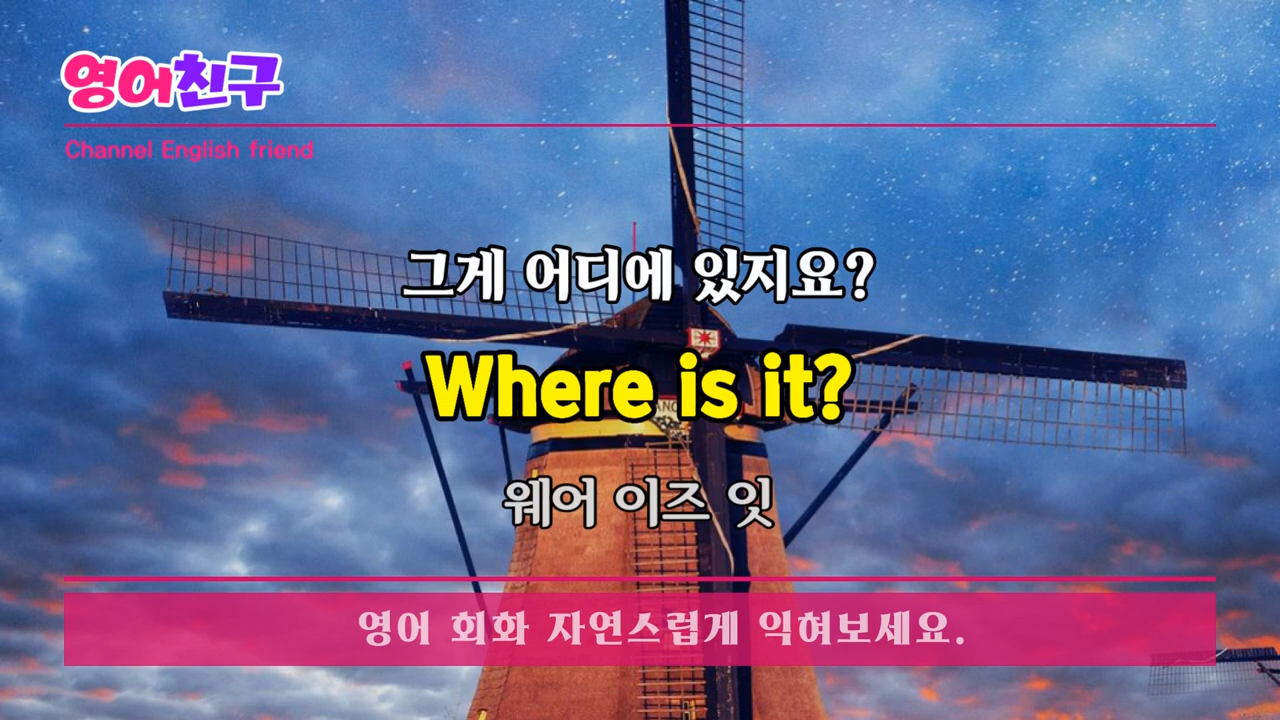 영어친구
Channel English friend
그게 어디에 있지요?
Where is it?
웨어 이즈 잇
영어 회화 자연스럽게 익혀보세요.